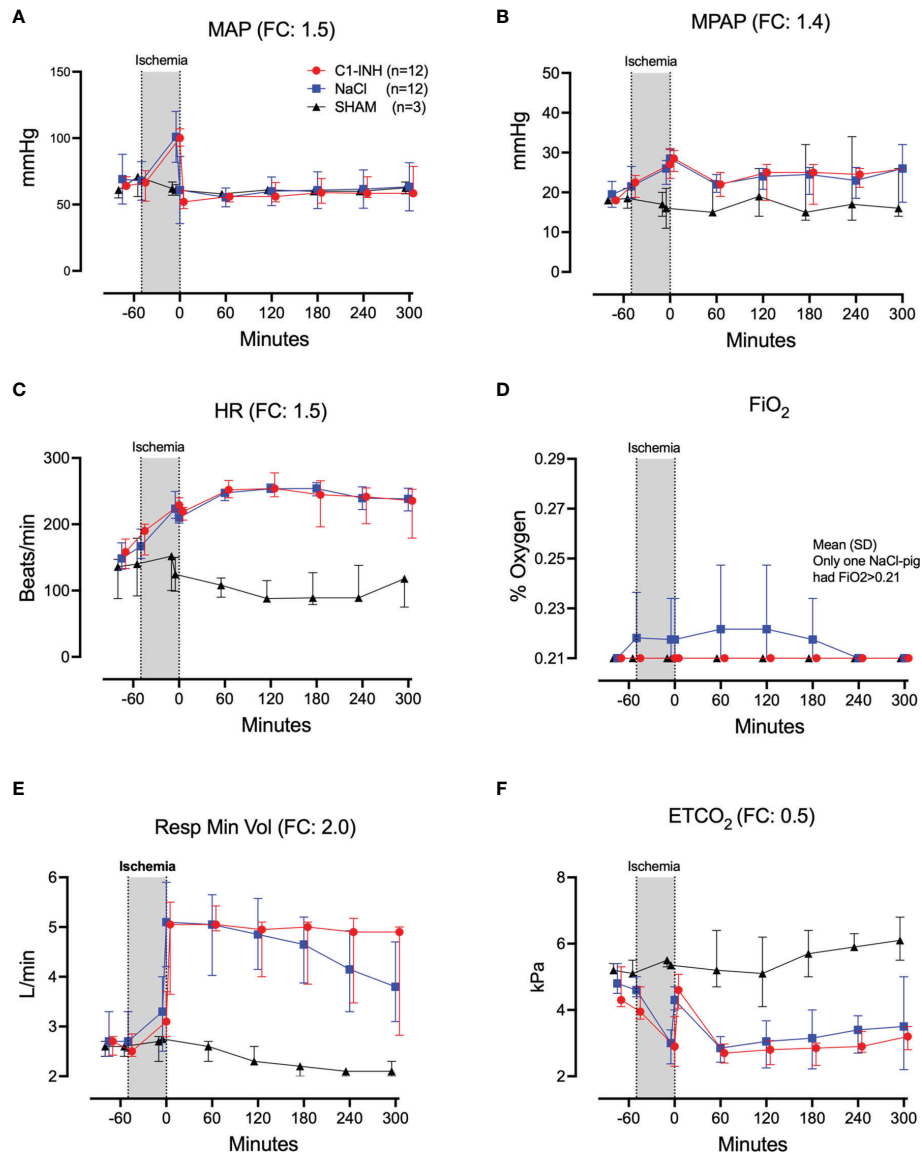 A
MAP (FC: 1.5)
Ischemia
C1-INH (n=12)
NaCl (n=12)
SHAM (n=3)
mmHg
150
100
50
0
-60 0 60 120 180 240 300
Minutes
B
MPAP (FC: 1.4)
Ischemia
mmHg
50
40
30
20
10
0
-60 0 60 120 180 240 300
Minutes
C
HR (FC: 1.5)
Ischemia
Beats/min
300
200
100
0
-60 0 60 120 180 240 300
Minutes
D
FiO₂
Ischemia
% Oxygen
0.29
0.27
0.25
0.23
0.21
Mean (SD)
Only one NaCl-pig
had FiO2>0.21
-60 0 60 120 180 240 300
Minutes
E
Resp Min Vol (FC: 2.0)
Ischemia
L/min
6
5
4
3
2
-60 0 60 120 180 240 300
Minutes
F
ETCO₂ (FC: 0.5)
Ischemia
kPa
8
6
4
2
-60 0 60 120 180 240 300
Minutes